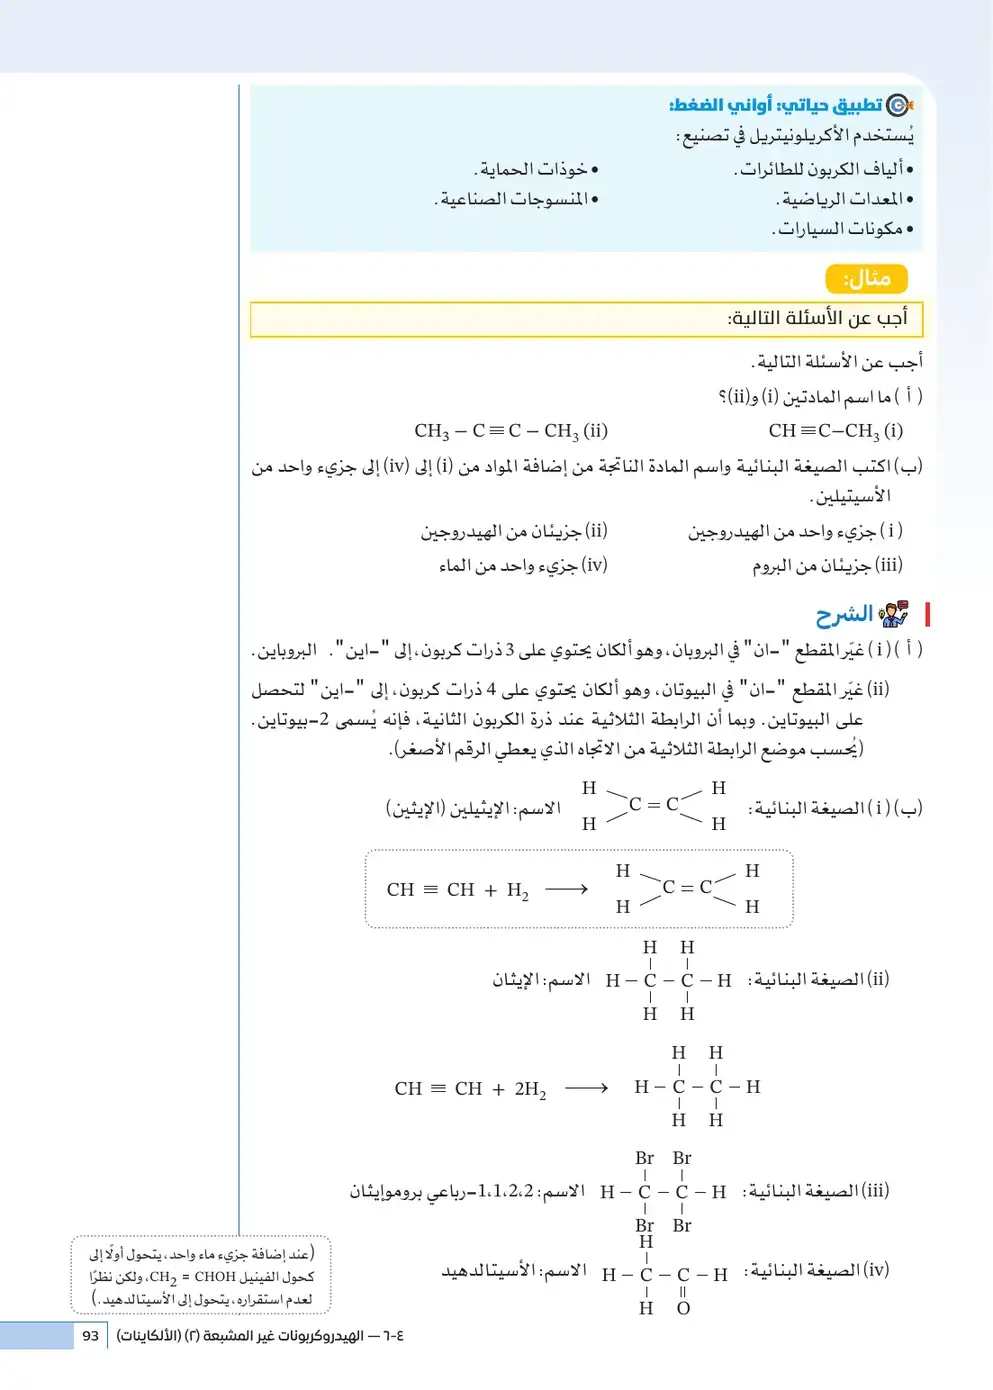 تطبيق حياتي: أواني الضغط:
يُستخدم الأكريلونيتريل في تصنيع:
• ألياف الكربون للطائرات. • خوذات الحماية.
• المعدات الرياضية. • المنسوجات الصناعية.
• مكونات السيارات.
مثال:
أجب عن الأسئلة التالية:
أجب عن الأسئلة التالية.
( أ ) ما اسم المادتين (i) و(ii)؟
(i) CH≡C–CH₃ (ii) CH₃ – C≡C – CH₃
(ب) اكتب الصيغة البنائية واسم المادة الناتجة من إضافة المواد من (i) إلى (iv) إلى جزيء واحد من
الأسيتيلين.
( i ) جزيء واحد من الهيدروجين (ii) جزيئان من الهيدروجين
(iii) جزيئان من البروم (iv) جزيء واحد من الماء
الشرح
( أ ) ( i ) غيّر المقطع "–ان" في البروبان، وهو ألكان يحتوي على 3 ذرات كربون، إلى "–اين". البروباين.
(ii) غيّر المقطع "–ان" في البيوتان، وهو ألكان يحتوي على 4 ذرات كربون، إلى "–اين" لتحصل
على البيوتاين. وبما أن الرابطة الثلاثية عند ذرة الكربون الثانية، فإنه يُسمى 2–بيوتاين.
(يُحسب موضع الرابطة الثلاثية من الاتجاه الذي يعطي الرقم الأصغر).
H H
(ب) ( i ) الصيغة البنائية: C = C الاسم: الإيثيلين (الإيثين)
H H
H H
CH ≡ CH + H₂ ⟶ C = C
H H
H H
(ii) الصيغة البنائية: H – C – C – H الاسم: الإيثان
H H
H H
CH ≡ CH + 2H₂ ⟶ H – C – C – H
H H
Br Br
(iii) الصيغة البنائية: H – C – C – H الاسم: 1،1،2،2–رباعي بروموإيثان
Br Br
H
(iv) الصيغة البنائية: H – C – C – H الاسم: الأسيتالدهيد
H O
(عند إضافة جزيء ماء واحد، يتحول أولًا إلى
كحول الفينيل CH₂ = CHOH، ولكن نظرًا
لعدم استقراره، يتحول إلى الأسيتالدهيد.)
٤-٦ — الهيدروكربونات غير المشبعة (٢) (الألكاينات) 93